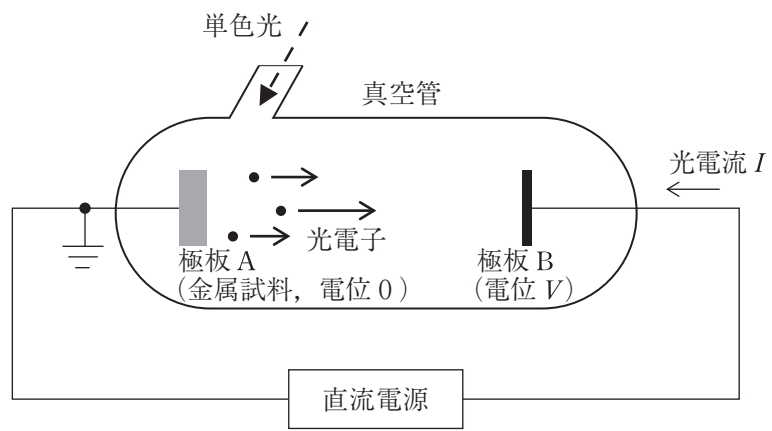 単色光
真空管
光電流 I
光電子
極板 A
(金属試料，電位 0 )
極板 B
(電位 V)
直流電源